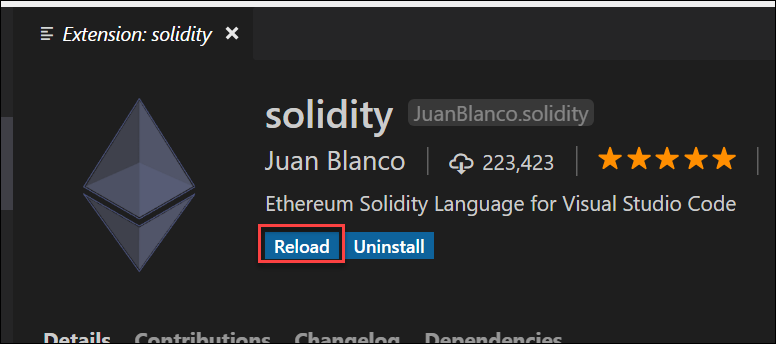 Extension: solidity
solidity JuanBlanco.solidity
Juan Blanco 223,423
Ethereum Solidity Language for Visual Studio Code
Reload Uninstall
Details Contributions Changelog Dependencies